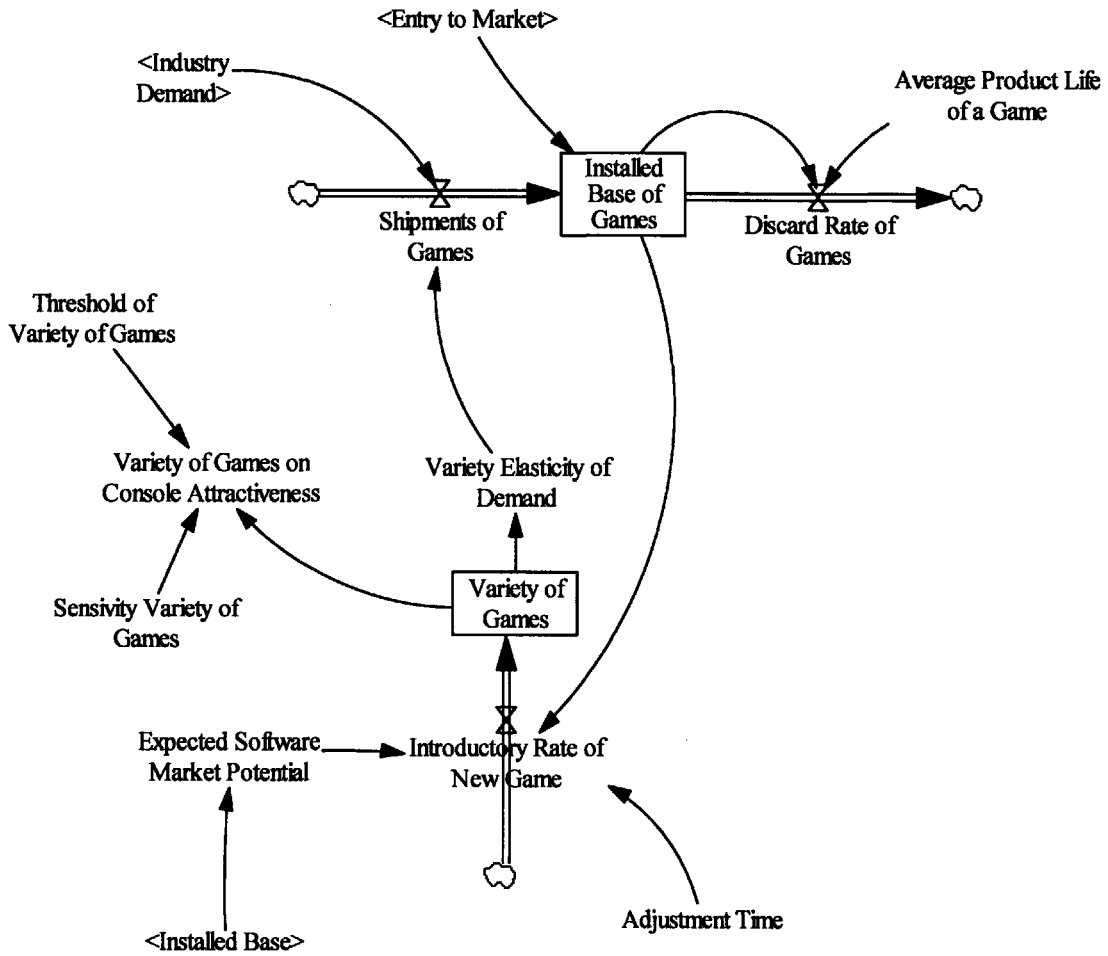 <Entry to Market>
<Industry
Demand>
Average Product Life
of a Game
Installed
Base of
Games
Shipments of
Games
Discard Rate of
Games
Threshold of
Variety of Games
Variety of Games on
Console Attractiveness
Variety Elasticity of
Demand
Sensivity Variety of
Games
Variety of
Games
Expected Software
Market Potential
Introductory Rate of
New Game
Adjustment Time
<Installed Base>